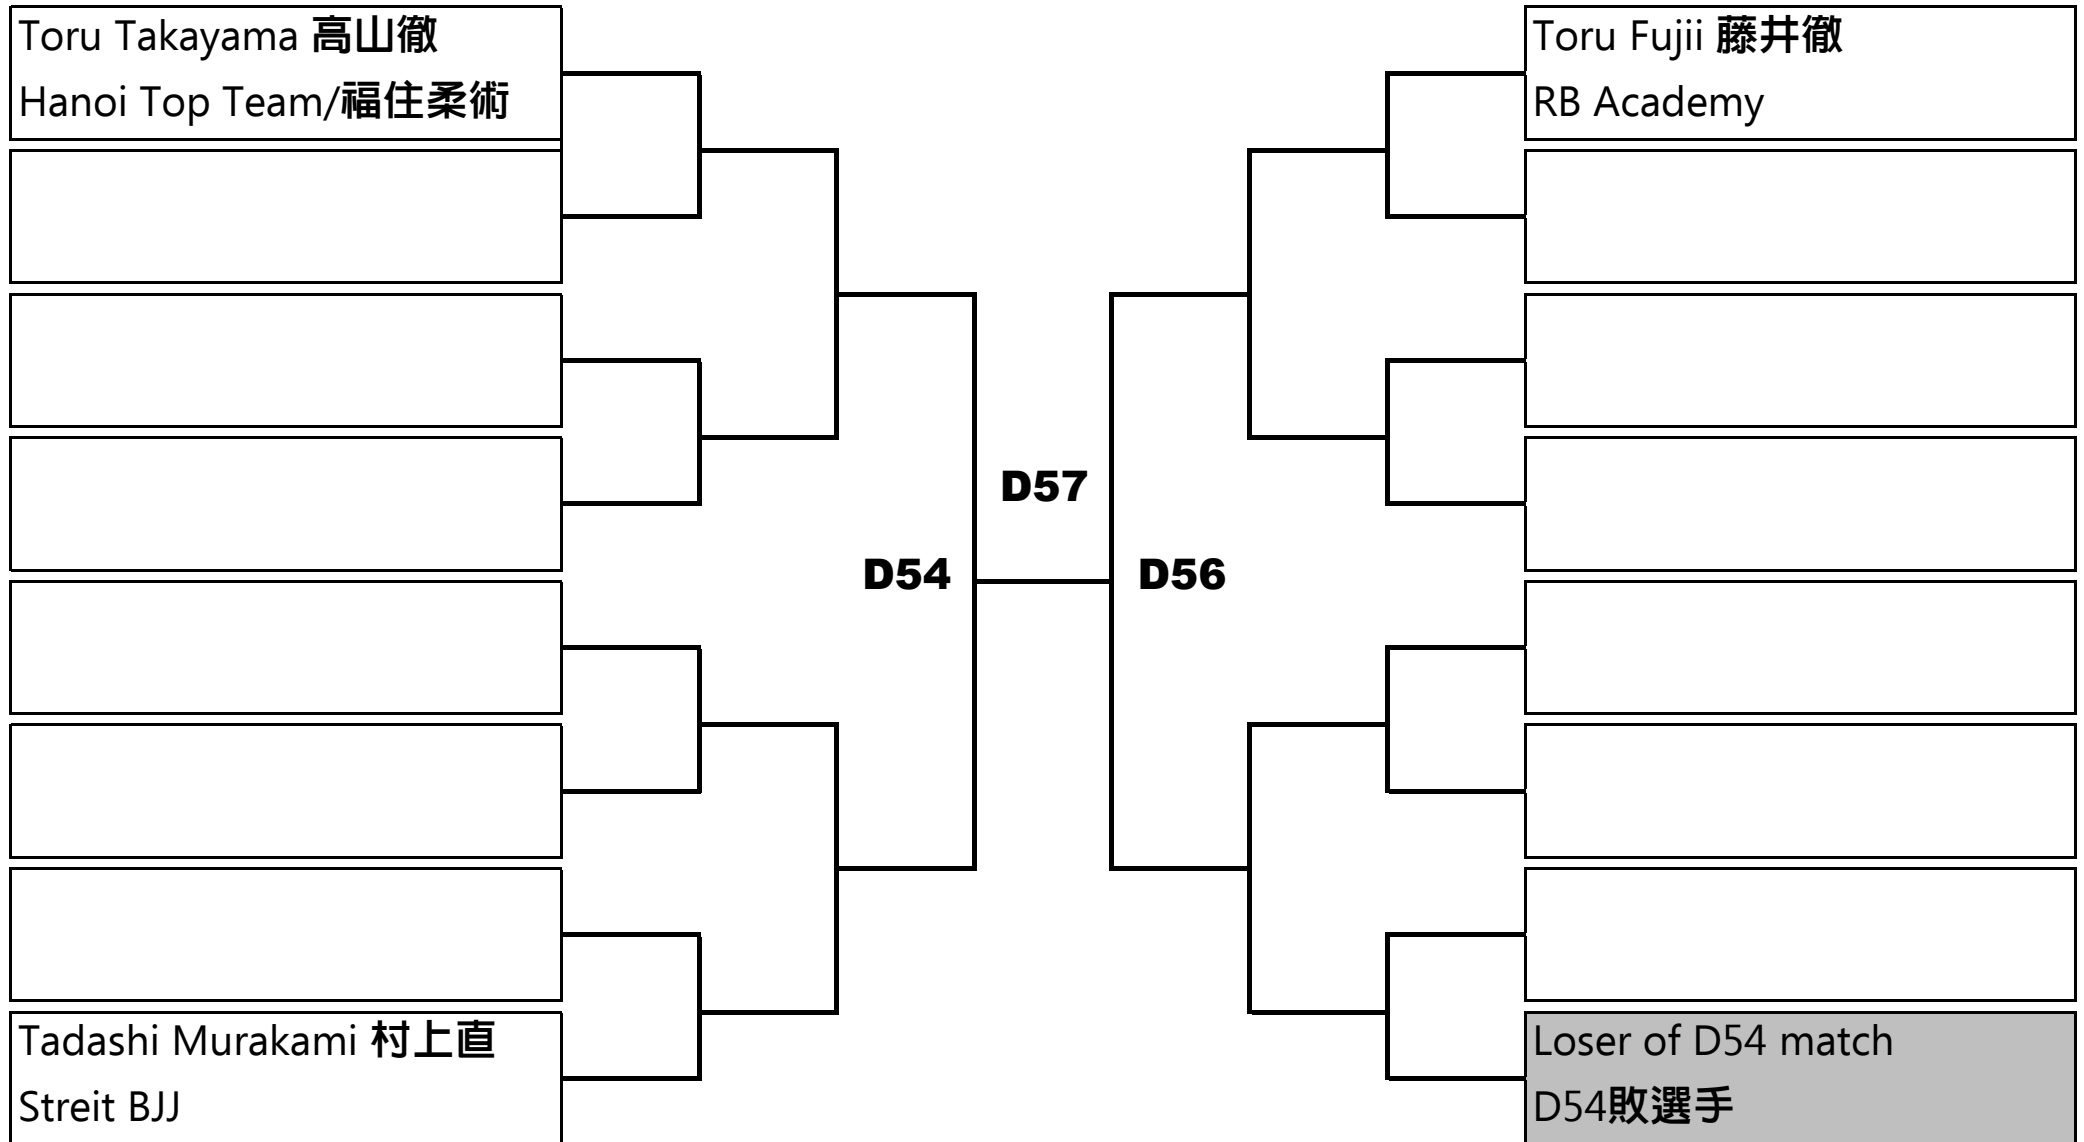 Toru Takayama 高山徹
Hanoi Top Team/福住柔術
Toru Fujii 藤井徹
RB Academy
D57
D54
D56
Tadashi Murakami 村上直
Streit BJJ
Loser of D54 match
D54敗選手